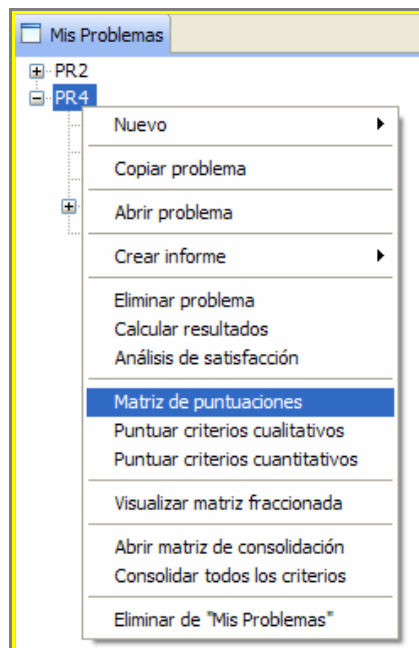 Mis Problemas
PR2
PR4
Nuevo
Copiar problema
Abrir problema
Crear informe
Eliminar problema
Calcular resultados
Análisis de satisfacción
Matriz de puntuaciones
Puntuar criterios cualitativos
Puntuar criterios cuantitativos
Visualizar matriz fraccionada
Abrir matriz de consolidación
Consolidar todos los criterios
Eliminar de "Mis Problemas"